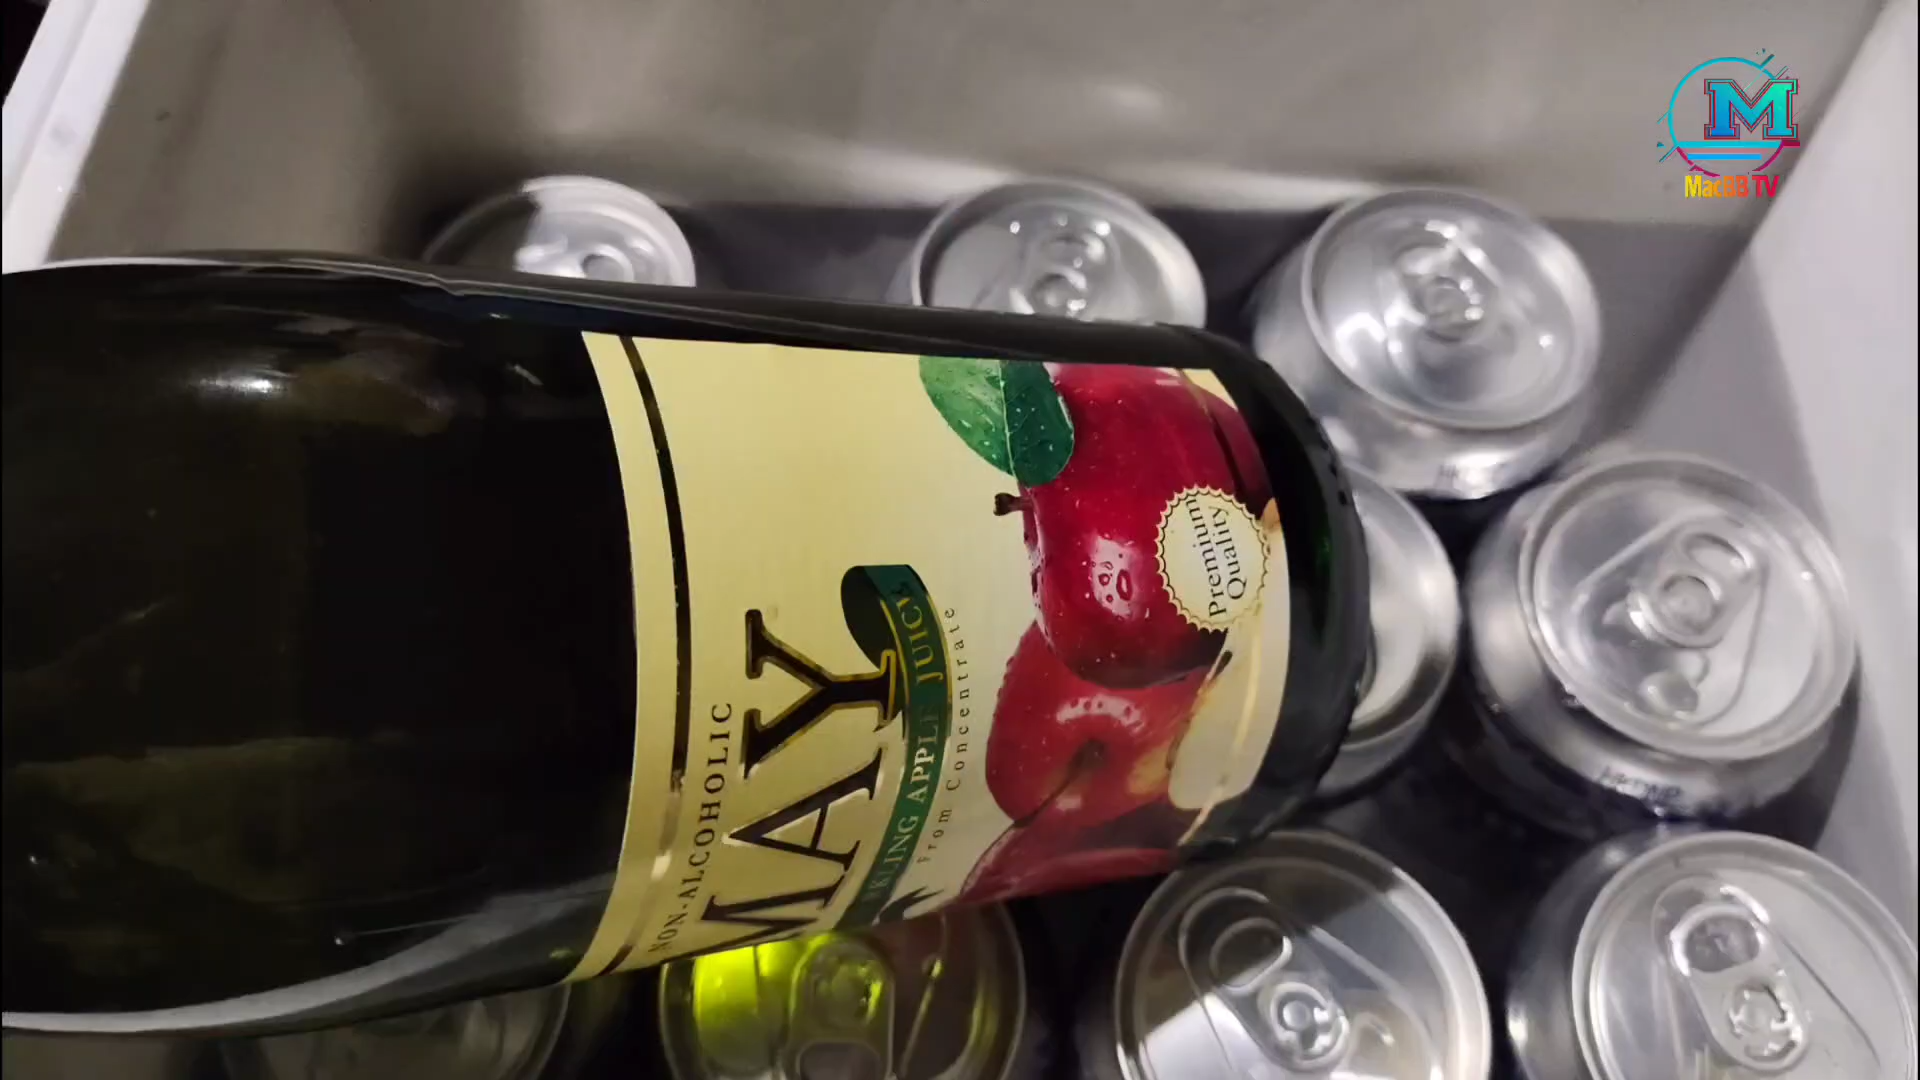 M
MacBB TV
NON-ALCOHOLIC
MAY
KLING APPLE JUICE
From Concentrate
Premium
Quality